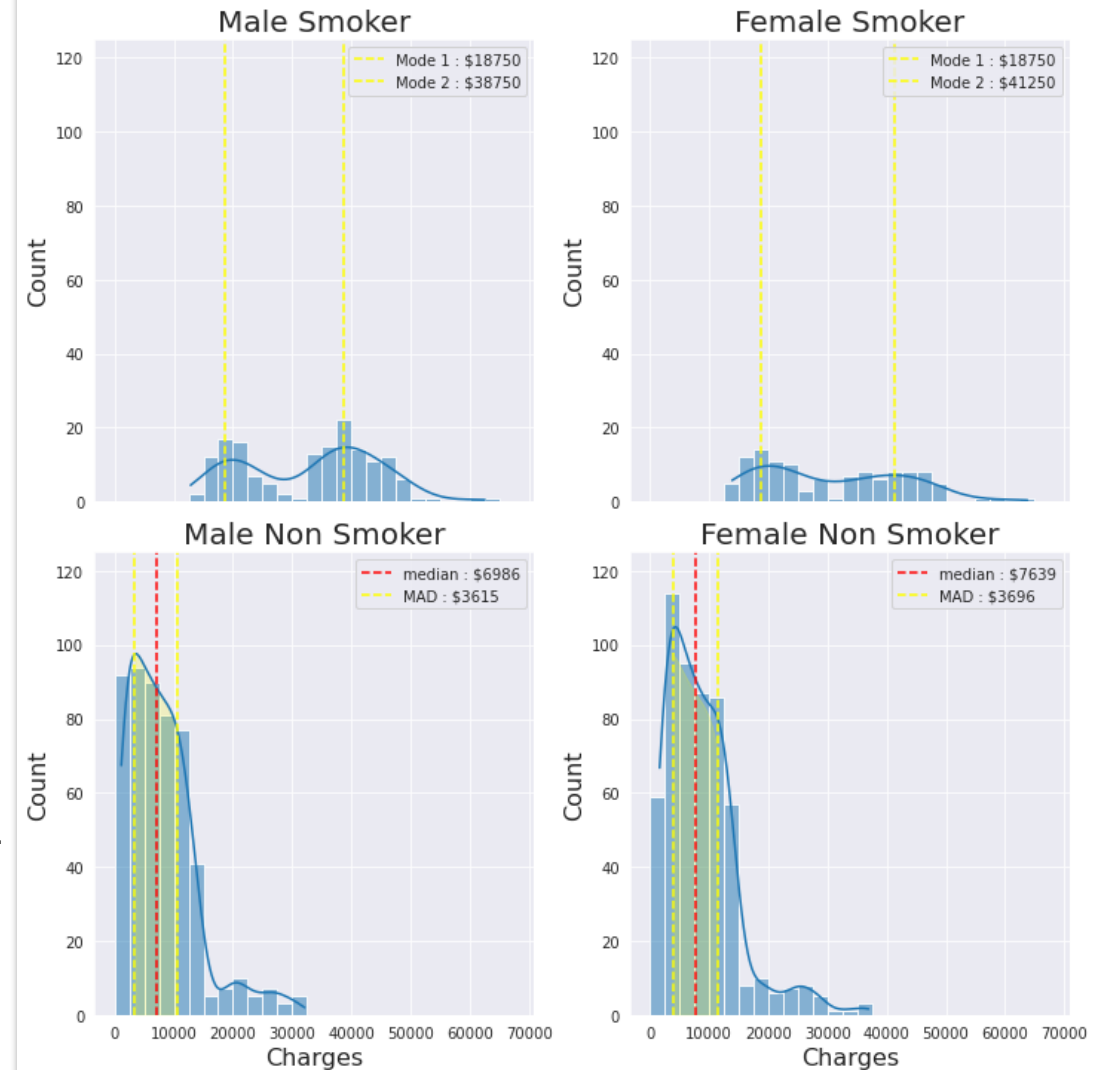 Male Smoker
120
100
80
60
40
20
0
Count
Mode 1 : $18750
Mode 2 : $38750
Female Smoker
120
100
80
60
40
20
0
Count
Mode 1 : $18750
Mode 2 : $41250
Male Non Smoker
120
100
80
60
40
20
0
Count
median : $6986
MAD : $3615
0 10000 20000 30000 40000 50000 60000 70000
Charges
Female Non Smoker
120
100
80
60
40
20
0
Count
median : $7639
MAD : $3696
0 10000 20000 30000 40000 50000 60000 70000
Charges